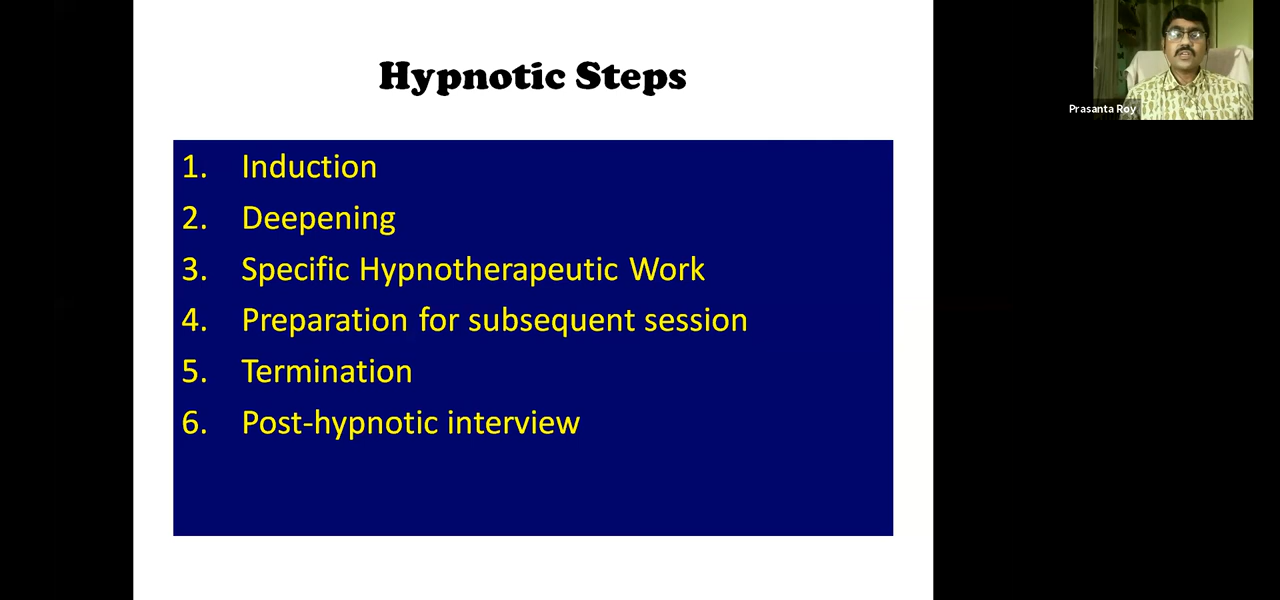 Hypnotic Steps
Prasanta Roy
1. Induction
2. Deepening
3. Specific Hypnotherapeutic Work
4. Preparation for subsequent session
5. Termination
6. Post-hypnotic interview